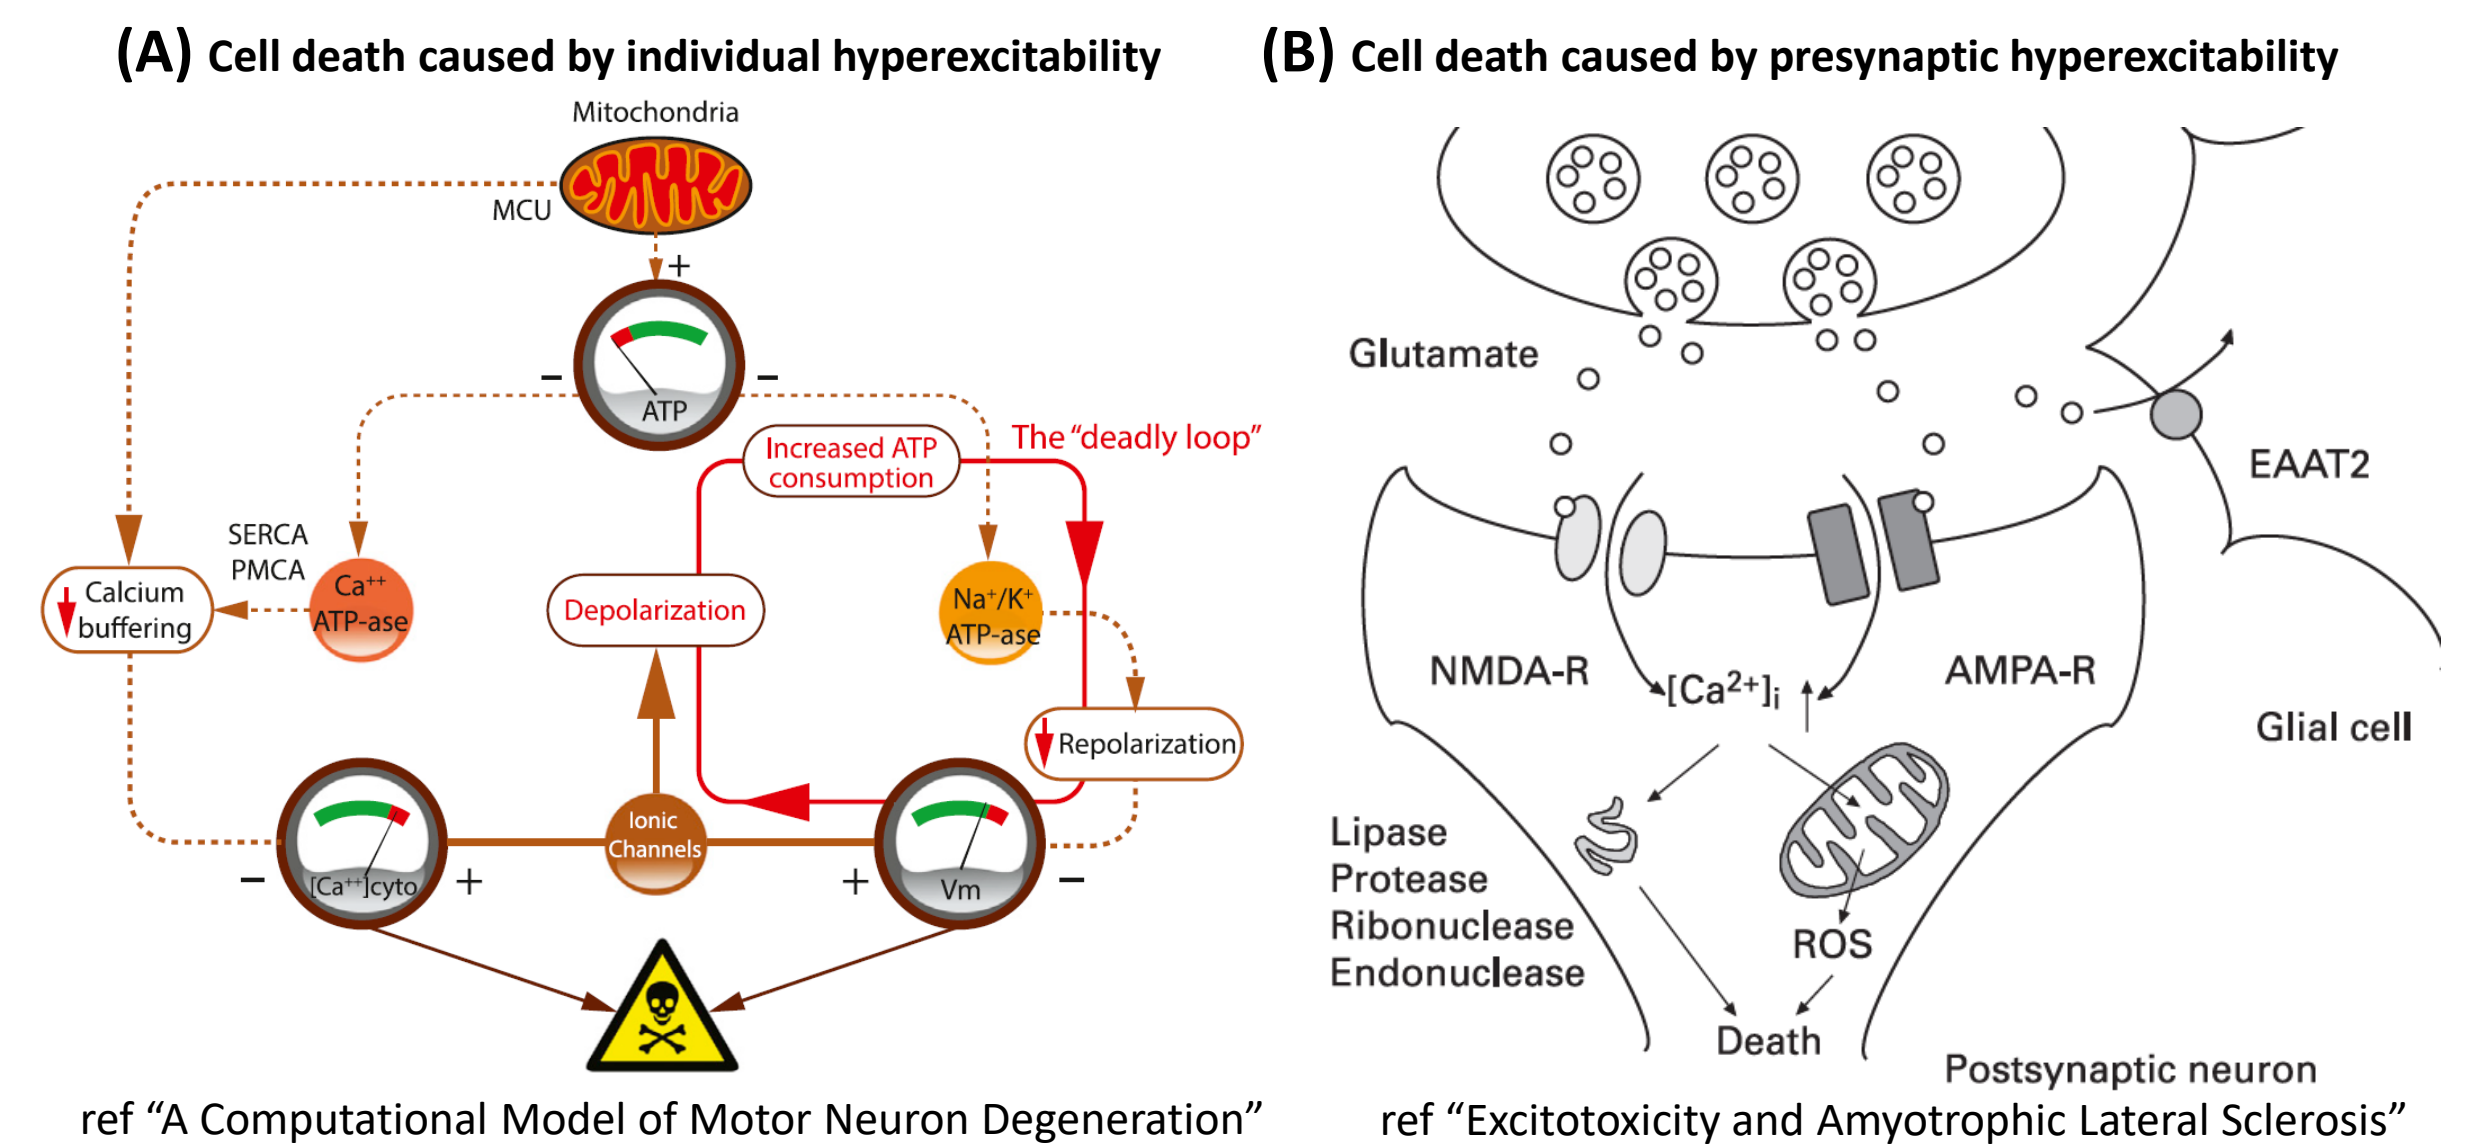 (A) Cell death caused by individual hyperexcitability
Mitochondria
MCU
+
ATP
−
−
Increased ATP
consumption
The “deadly loop”
SERCA
PMCA
Ca++
ATP-ase
Calcium
buffering
Depolarization
Na+/K+
ATP-ase
Repolarization
Ionic
Channels
[Ca++]cyto
−
+
Vm
+
−
ref “A Computational Model of Motor Neuron Degeneration”
(B) Cell death caused by presynaptic hyperexcitability
Glutamate
EAAT2
NMDA-R
AMPA-R
[Ca2+]i
Glial cell
Lipase
Protease
Ribonuclease
Endonuclease
ROS
Death
Postsynaptic neuron
ref “Excitotoxicity and Amyotrophic Lateral Sclerosis”